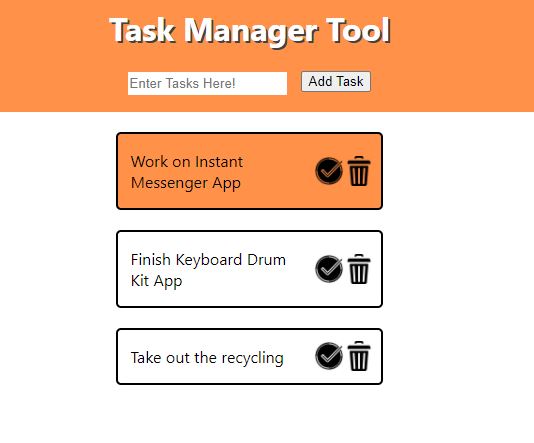 Task Manager Tool
Enter Tasks Here!
Add Task
Work on Instant
Messenger App
Finish Keyboard Drum
Kit App
Take out the recycling